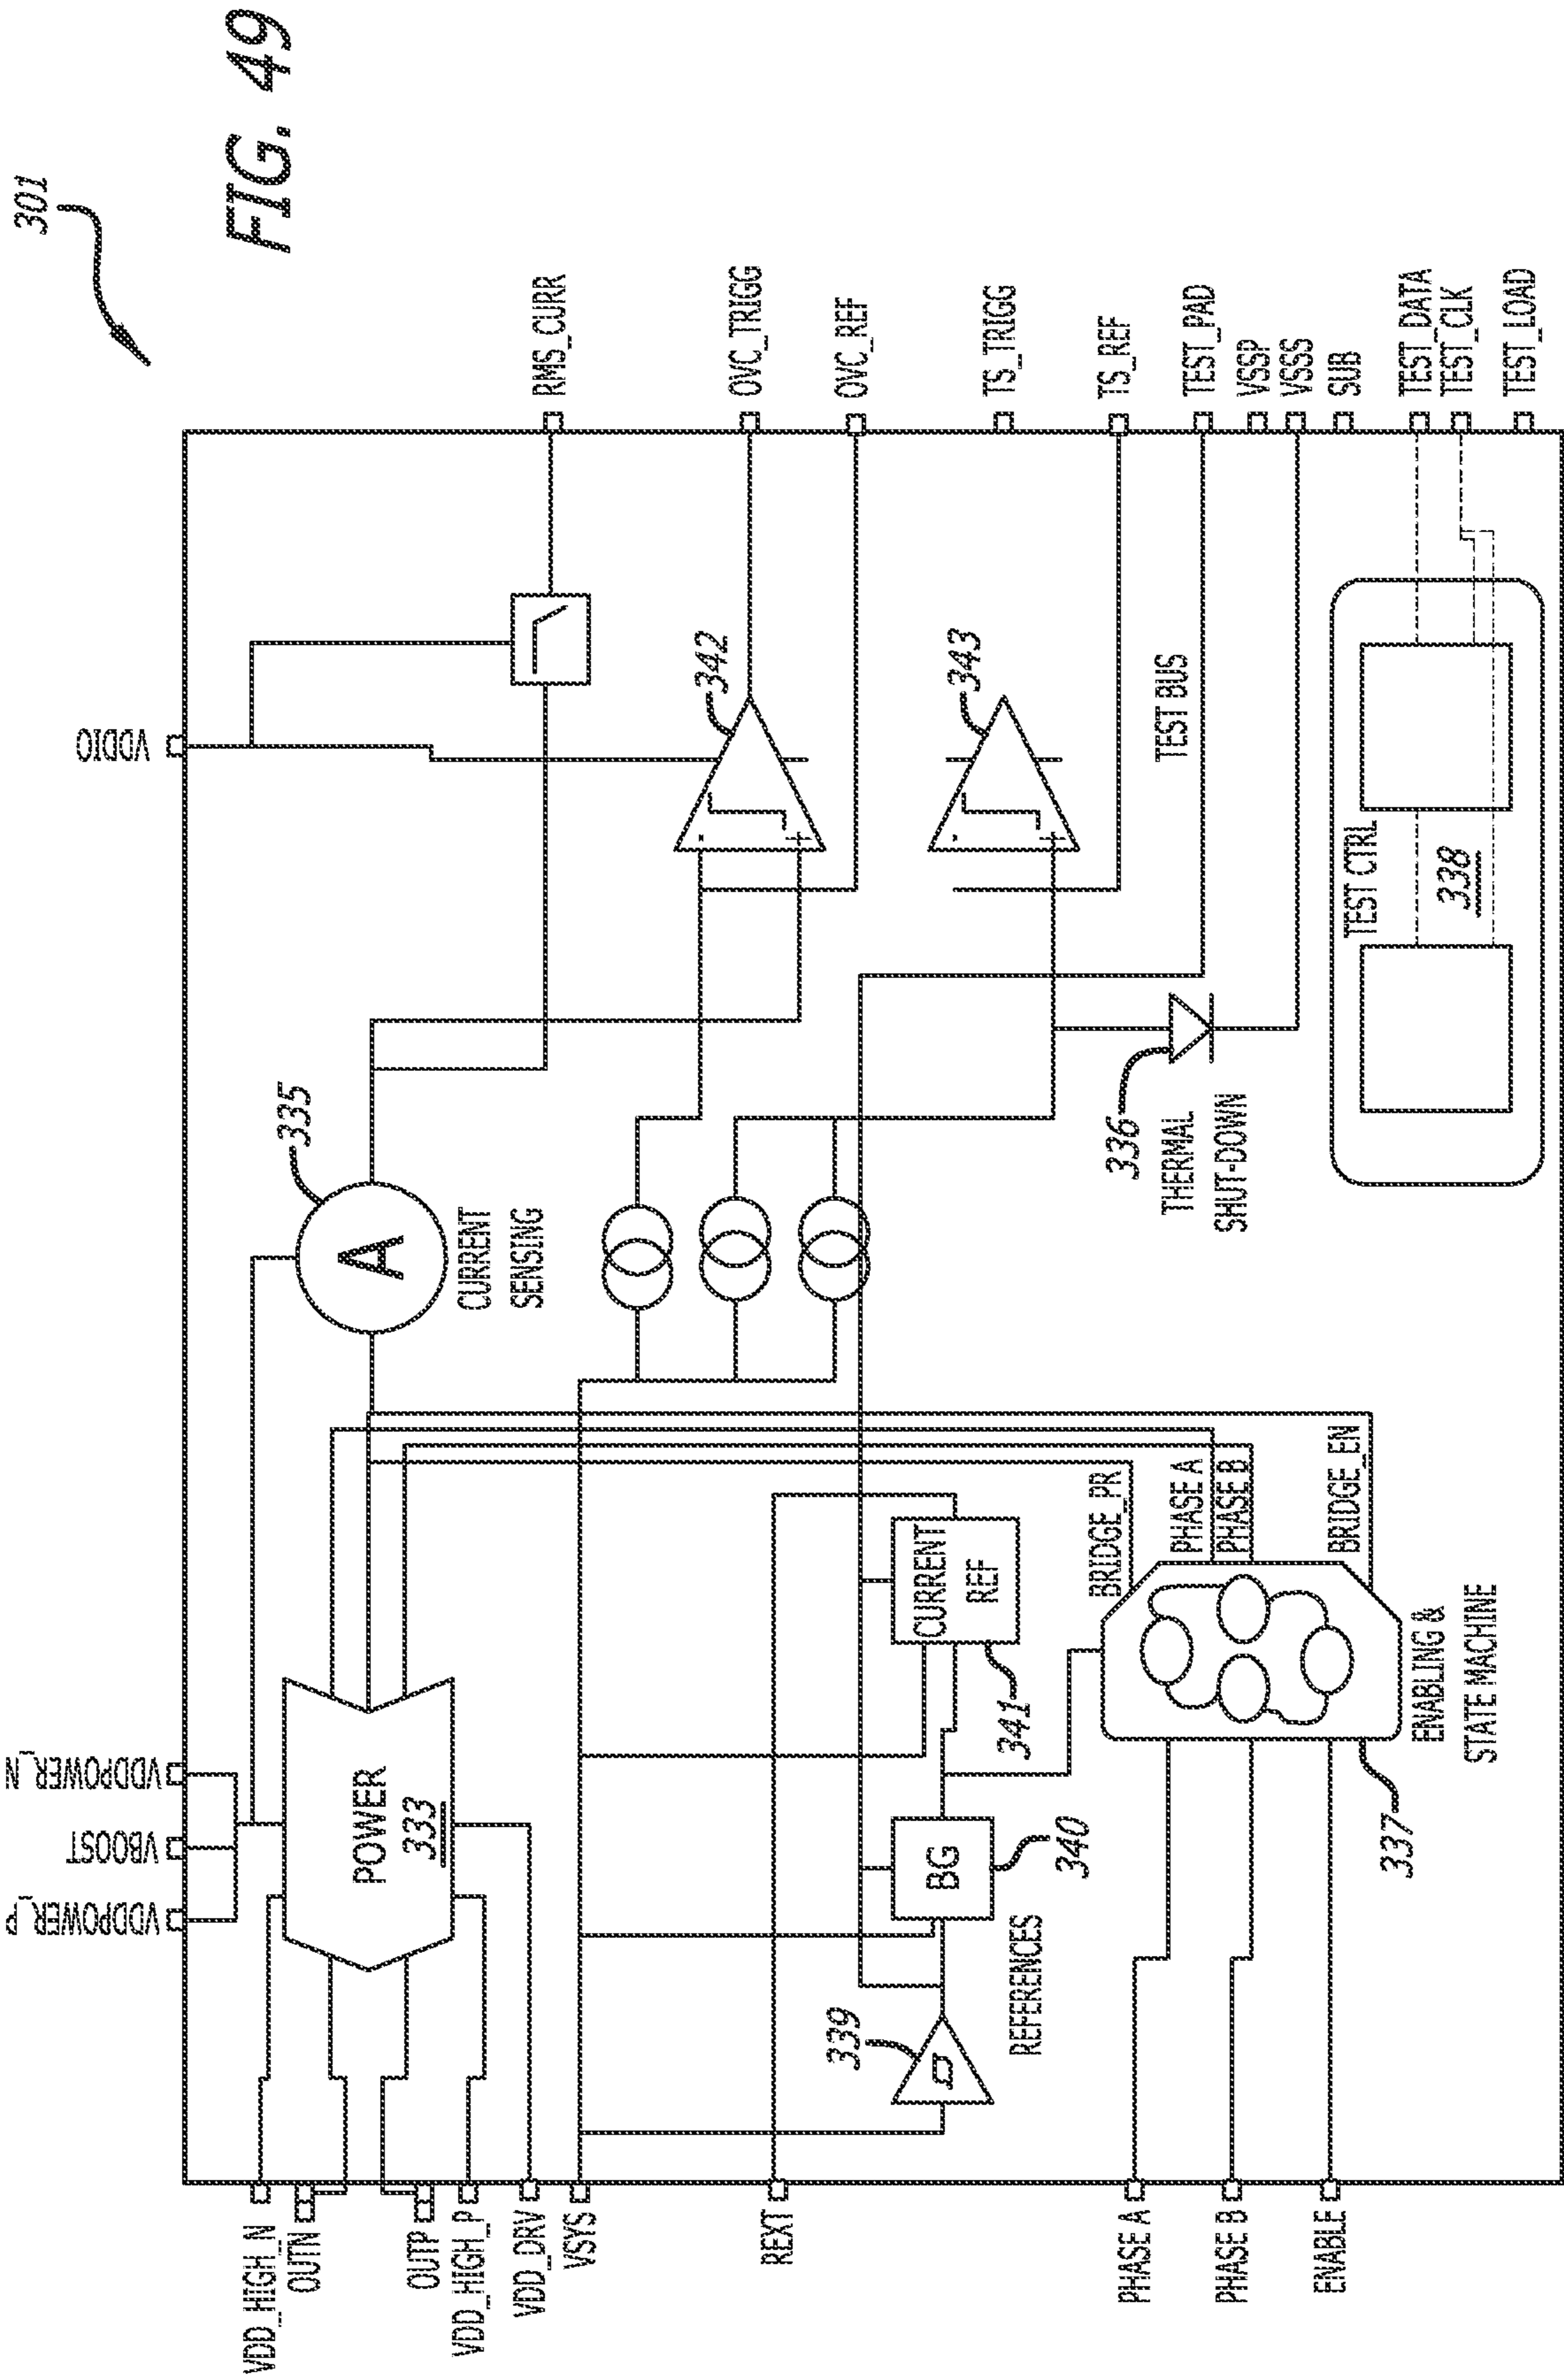 FIG. 49
301
VDDPOWER_P
VBOOST
VDDPOWER_N
VDDIO
VDD_HIGH_N
OUTN
OUTP
VDD_HIGH_P
VDD_DRV
VSYS
REXT
PHASE A
PHASE B
ENABLE
POWER
333
A
335
CURRENT
SENSING
RMS_CURR
OVC_TRIGG
OVC_REF
TS_TRIGG
TS_REF
TEST_PAD
VSSP
VSSS
SUB
TEST_DATA
TEST_CLK
TEST_LOAD
342
-
+
343
-
+
TEST BUS
339
REFERENCES
BG
340
CURRENT
REF
341
336
THERMAL
SHUT-DOWN
BRIDGE_PR
PHASE A
PHASE B
BRIDGE_EN
337
ENABLING &
STATE MACHINE
TEST CTRL
338